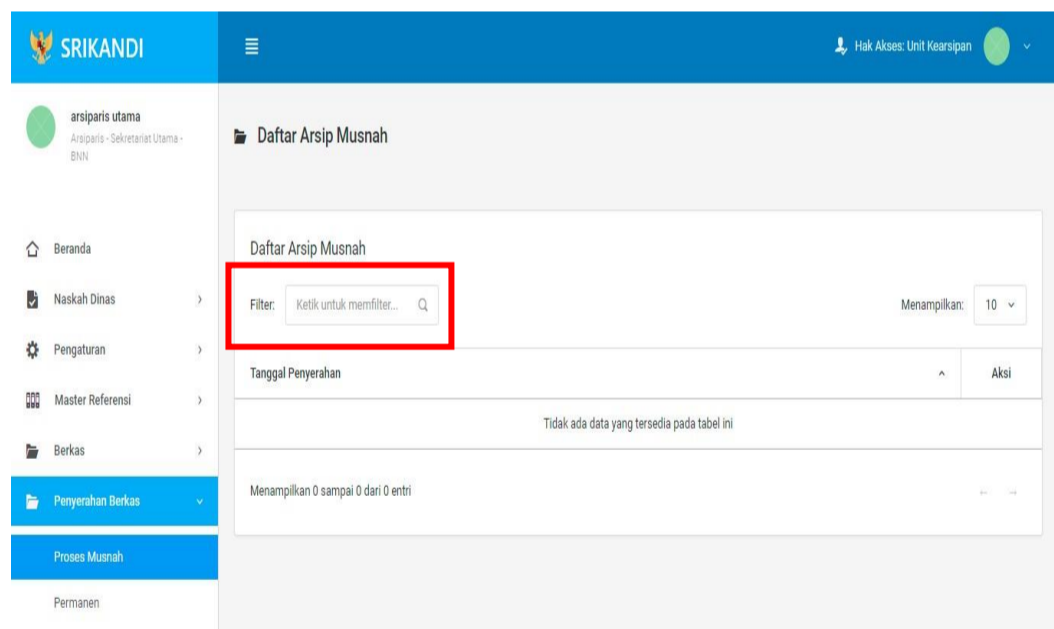 SRIKANDI
Hak Akses: Unit Kearsipan
arsiparis utama
Arsiparis - Sekretariat Utama -
BNN
Daftar Arsip Musnah
Beranda
Naskah Dinas
Pengaturan
Master Referensi
Berkas
Penyerahan Berkas
Proses Musnah
Permanen
Daftar Arsip Musnah
Filter: Ketik untuk memfilter...
Menampilkan: 10
Tanggal Penyerahan Aksi
Tidak ada data yang tersedia pada tabel ini
Menampilkan 0 sampai 0 dari 0 entri